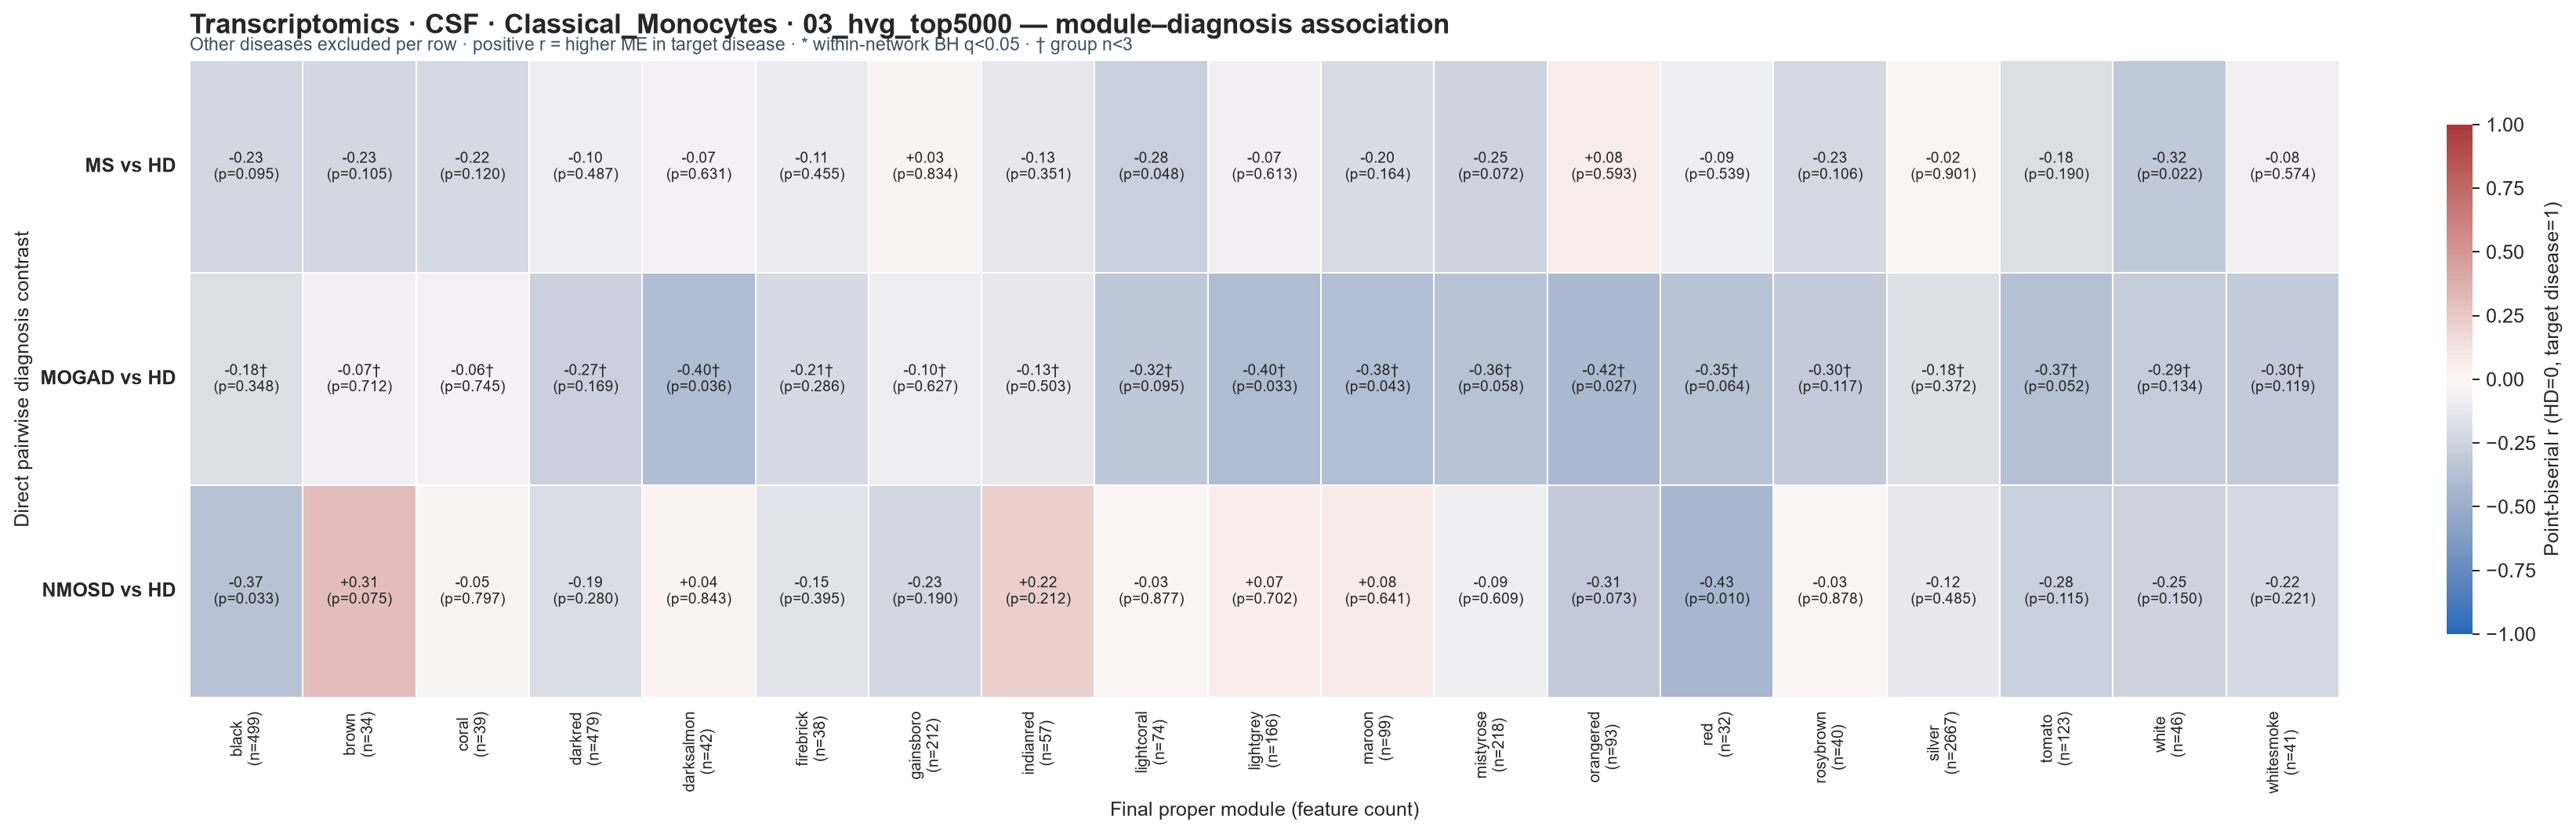 Transcriptomics · CSF · Classical_Monocytes · 03_hvg_top5000 — module–diagnosis association
Other diseases excluded per row · positive r = higher ME in target disease · * within-network BH q<0.05 · † group n<3
Direct pairwise diagnosis contrast
MS vs HD
-0.23 -0.23 -0.22 -0.10 -0.07 -0.11 +0.03 -0.13 -0.28 -0.07 -0.20 -0.25 +0.08 -0.09 -0.23 -0.02 -0.18 -0.32 -0.08
(p=0.095) (p=0.105) (p=0.120) (p=0.487) (p=0.631) (p=0.455) (p=0.834) (p=0.351) (p=0.048) (p=0.613) (p=0.164) (p=0.072) (p=0.593) (p=0.539) (p=0.106) (p=0.901) (p=0.190) (p=0.022) (p=0.574)
MOGAD vs HD
-0.18† -0.07† -0.06† -0.27† -0.40† -0.21† -0.10† -0.13† -0.32† -0.40† -0.38† -0.36† -0.42† -0.35† -0.30† -0.18† -0.37† -0.29† -0.30†
(p=0.348) (p=0.712) (p=0.745) (p=0.169) (p=0.036) (p=0.286) (p=0.627) (p=0.503) (p=0.095) (p=0.033) (p=0.043) (p=0.058) (p=0.027) (p=0.064) (p=0.117) (p=0.372) (p=0.052) (p=0.134) (p=0.119)
NMOSD vs HD
-0.37 +0.31 -0.05 -0.19 +0.04 -0.15 -0.23 +0.22 -0.03 +0.07 +0.08 -0.09 -0.31 -0.43 -0.03 -0.12 -0.28 -0.25 -0.22
(p=0.033) (p=0.075) (p=0.797) (p=0.280) (p=0.843) (p=0.395) (p=0.190) (p=0.212) (p=0.877) (p=0.702) (p=0.641) (p=0.609) (p=0.073) (p=0.010) (p=0.878) (p=0.485) (p=0.115) (p=0.150) (p=0.221)
black
(n=499)
brown
(n=34)
coral
(n=39)
darkred
(n=479)
darksalmon
(n=42)
firebrick
(n=38)
gainsboro
(n=212)
indianred
(n=57)
lightcoral
(n=74)
lightgrey
(n=166)
maroon
(n=99)
mistyrose
(n=218)
orangered
(n=93)
red
(n=32)
rosybrown
(n=40)
silver
(n=2667)
tomato
(n=123)
white
(n=46)
whitesmoke
(n=41)
Final proper module (feature count)
1.00
0.75
0.50
0.25
0.00
−0.25
−0.50
−0.75
−1.00
Point-biserial r (HD=0, target disease=1)